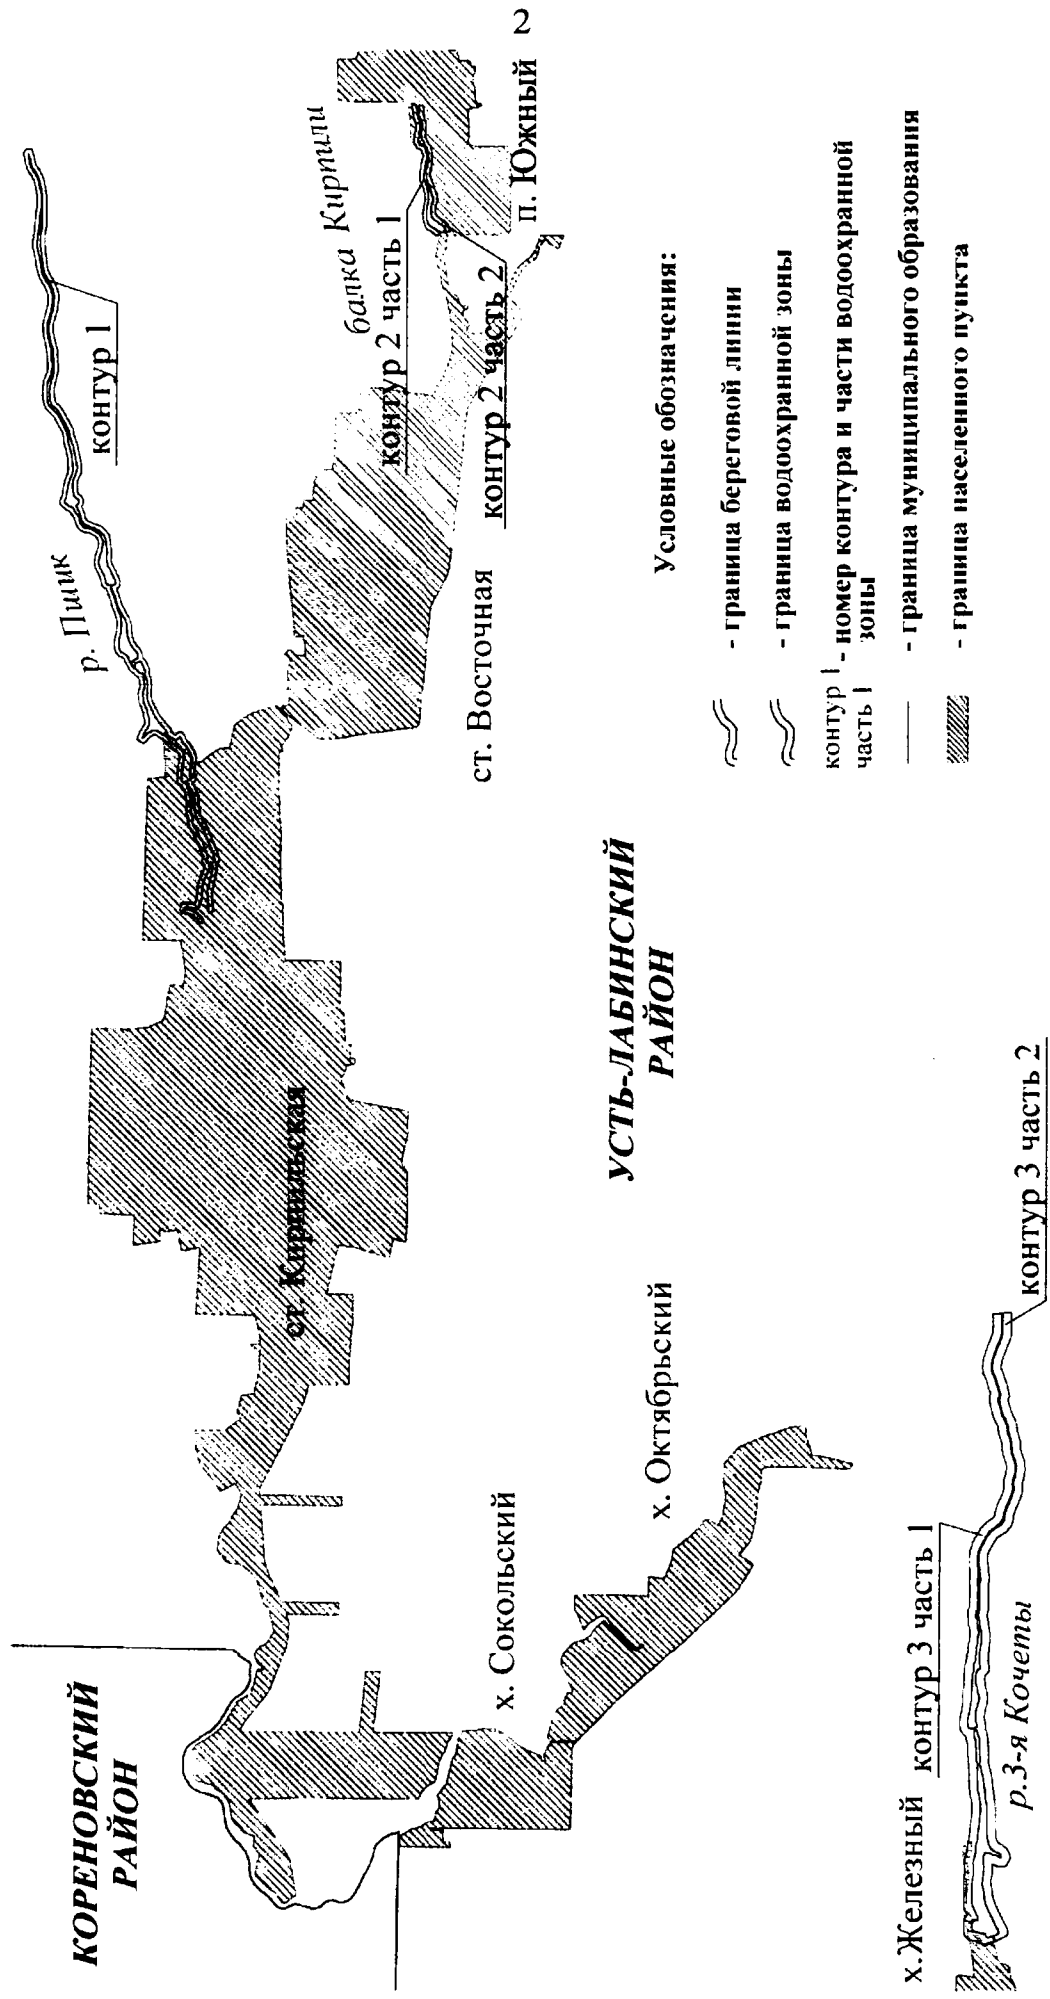 2
КОРЕНОВСКИЙ
РАЙОН
р. Пшик
контур 1
балка Кирпили
контур 2 часть 1
контур 2 часть 2
п. Южный
ст. Восточная
ст. Кирпильская
х. Сокольский
х. Октябрьский
УСТЬ-ЛАБИНСКИЙ
РАЙОН
х.Железный
контур 3 часть 1
р.3-я Кочеты
контур 3 часть 2
Условные обозначения:
- граница береговой линии
- граница водоохранной зоны
контур 1
часть 1
- номер контура и части водоохранной
зоны
- граница муниципального образования
- граница населенного пункта